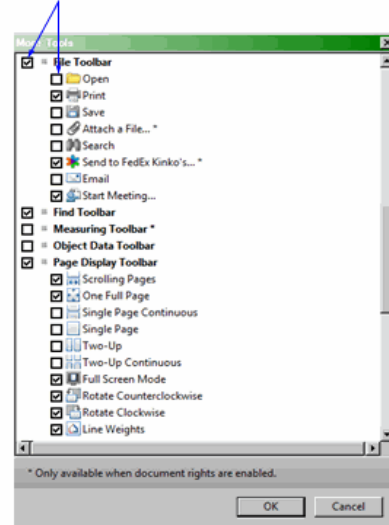 More Tools
File Toolbar
Open
Print
Save
Attach a File... *
Search
Send to FedEx Kinko's... *
Email
Start Meeting...
Find Toolbar
Measuring Toolbar *
Object Data Toolbar
Page Display Toolbar
Scrolling Pages
One Full Page
Single Page Continuous
Single Page
Two-Up
Two-Up Continuous
Full Screen Mode
Rotate Counterclockwise
Rotate Clockwise
Line Weights
* Only available when document rights are enabled.
OK Cancel